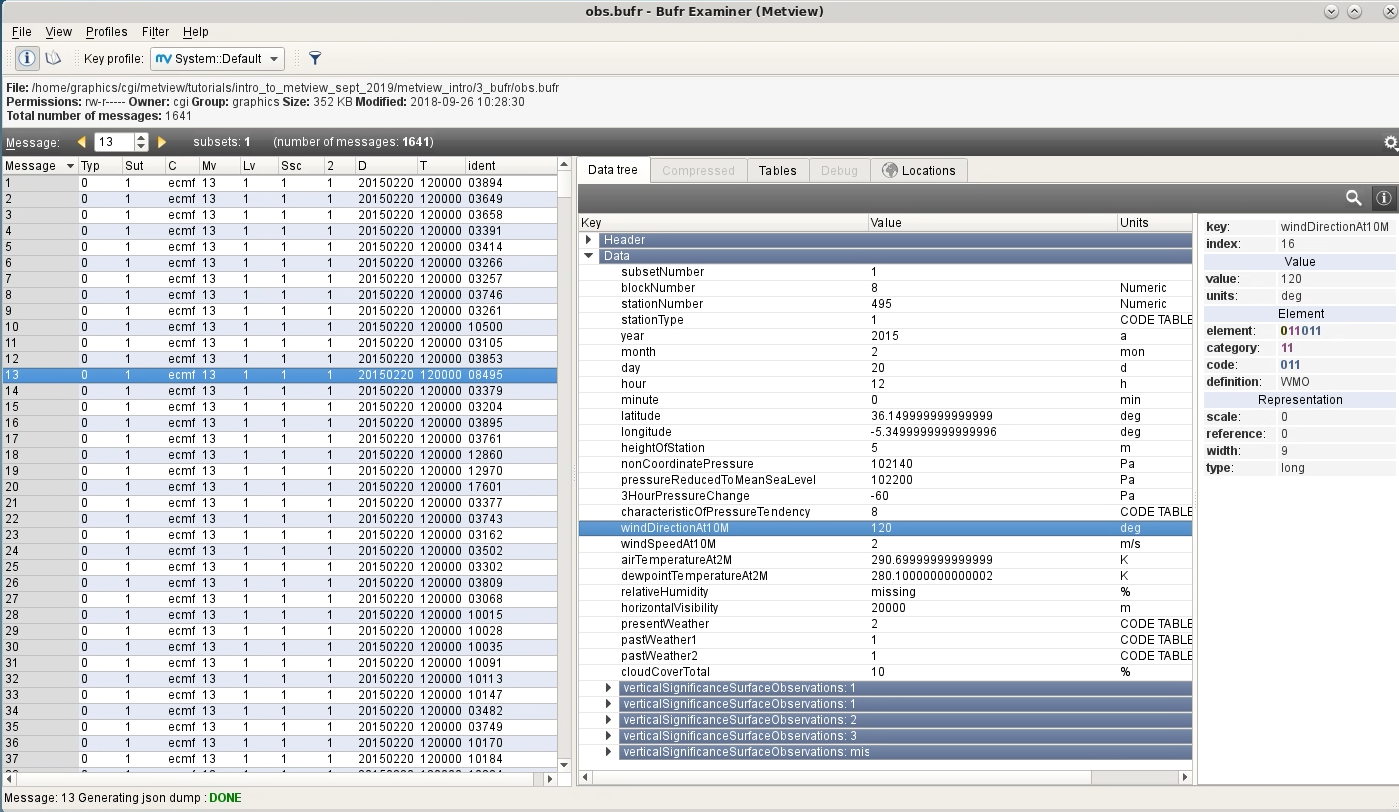 obs.bufr - Bufr Examiner (Metview)
File View Profiles Filter Help
Key profile: System::Default
File: /home/graphics/cgi/metview/tutorials/intro_to_metview_sept_2019/metview_intro/3_bufr/obs.bufr
Permissions: rw-r----- Owner: cgi Group: graphics Size: 352 KB Modified: 2018-09-26 10:28:30
Total number of messages: 1641
Message: 13 subsets: 1 (number of messages: 1641)
Message Typ Sut C Mv Lv Ssc 2 D T ident
1 0 1 ecmf 13 1 1 1 20150220 120000 03894
2 0 1 ecmf 13 1 1 1 20150220 120000 03649
3 0 1 ecmf 13 1 1 1 20150220 120000 03658
4 0 1 ecmf 13 1 1 1 20150220 120000 03391
5 0 1 ecmf 13 1 1 1 20150220 120000 03414
6 0 1 ecmf 13 1 1 1 20150220 120000 03266
7 0 1 ecmf 13 1 1 1 20150220 120000 03257
8 0 1 ecmf 13 1 1 1 20150220 120000 03746
9 0 1 ecmf 13 1 1 1 20150220 120000 03261
10 0 1 ecmf 13 1 1 1 20150220 120000 10500
11 0 1 ecmf 13 1 1 1 20150220 120000 03105
12 0 1 ecmf 13 1 1 1 20150220 120000 03853
13 0 1 ecmf 13 1 1 1 20150220 120000 08495
14 0 1 ecmf 13 1 1 1 20150220 120000 03379
15 0 1 ecmf 13 1 1 1 20150220 120000 03204
16 0 1 ecmf 13 1 1 1 20150220 120000 03895
17 0 1 ecmf 13 1 1 1 20150220 120000 03761
18 0 1 ecmf 13 1 1 1 20150220 120000 12860
19 0 1 ecmf 13 1 1 1 20150220 120000 12970
20 0 1 ecmf 13 1 1 1 20150220 120000 17601
21 0 1 ecmf 13 1 1 1 20150220 120000 03377
22 0 1 ecmf 13 1 1 1 20150220 120000 03743
23 0 1 ecmf 13 1 1 1 20150220 120000 03162
24 0 1 ecmf 13 1 1 1 20150220 120000 03502
25 0 1 ecmf 13 1 1 1 20150220 120000 03302
26 0 1 ecmf 13 1 1 1 20150220 120000 03809
27 0 1 ecmf 13 1 1 1 20150220 120000 03068
28 0 1 ecmf 13 1 1 1 20150220 120000 10015
29 0 1 ecmf 13 1 1 1 20150220 120000 10028
30 0 1 ecmf 13 1 1 1 20150220 120000 10035
31 0 1 ecmf 13 1 1 1 20150220 120000 10091
32 0 1 ecmf 13 1 1 1 20150220 120000 10113
33 0 1 ecmf 13 1 1 1 20150220 120000 10147
34 0 1 ecmf 13 1 1 1 20150220 120000 03482
35 0 1 ecmf 13 1 1 1 20150220 120000 03749
36 0 1 ecmf 13 1 1 1 20150220 120000 10170
37 0 1 ecmf 13 1 1 1 20150220 120000 10184
Data tree Compressed Tables Debug Locations
Key Value Units
Header
Data
subsetNumber 1
blockNumber 8 Numeric
stationNumber 495 Numeric
stationType 1 CODE TABLE
year 2015 a
month 2 mon
day 20 d
hour 12 h
minute 0 min
latitude 36.149999999999999 deg
longitude -5.3499999999999996 deg
heightOfStation 5 m
nonCoordinatePressure 102140 Pa
pressureReducedToMeanSeaLevel 102200 Pa
3HourPressureChange -60 Pa
characteristicOfPressureTendency 8 CODE TABLE
windDirectionAt10M 120 deg
windSpeedAt10M 2 m/s
airTemperatureAt2M 290.69999999999999 K
dewpointTemperatureAt2M 280.10000000000002 K
relativeHumidity missing %
horizontalVisibility 20000 m
presentWeather 2 CODE TABLE
pastWeather1 1 CODE TABLE
pastWeather2 1 CODE TABLE
cloudCoverTotal 10 %
verticalSignificanceSurfaceObservations: 1
verticalSignificanceSurfaceObservations: 1
verticalSignificanceSurfaceObservations: 2
verticalSignificanceSurfaceObservations: 3
verticalSignificanceSurfaceObservations: mis
key: windDirectionAt10M
index: 16
Value
value: 120
units: deg
Element
element: 011011
category: 11
code: 011
definition: WMO
Representation
scale: 0
reference: 0
width: 9
type: long
Message: 13 Generating json dump : DONE